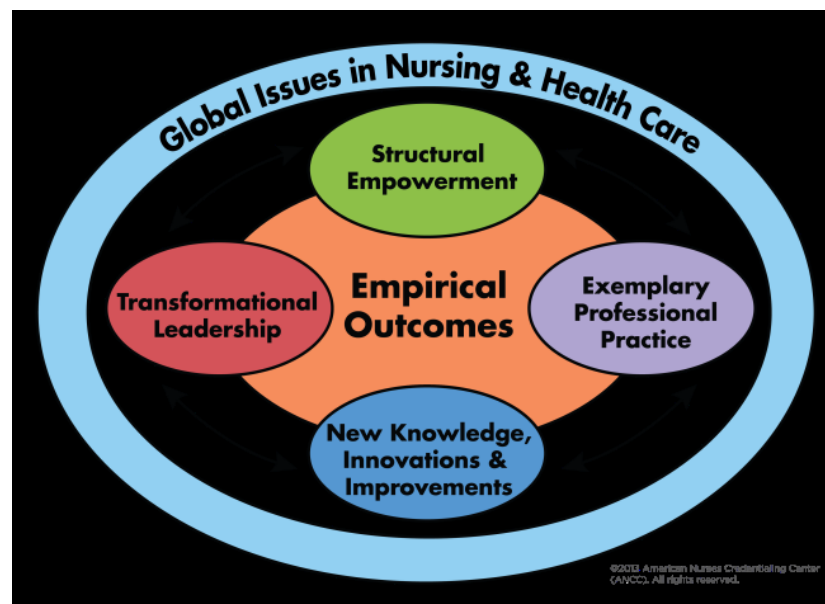 Global Issues in Nursing & Health Care
Structural
Empowerment
Transformational
Leadership
Empirical
Outcomes
Exemplary
Professional
Practice
New Knowledge,
Innovations &
Improvements
©2013 American Nurses Credentialing Center
(ANCC). All rights reserved.